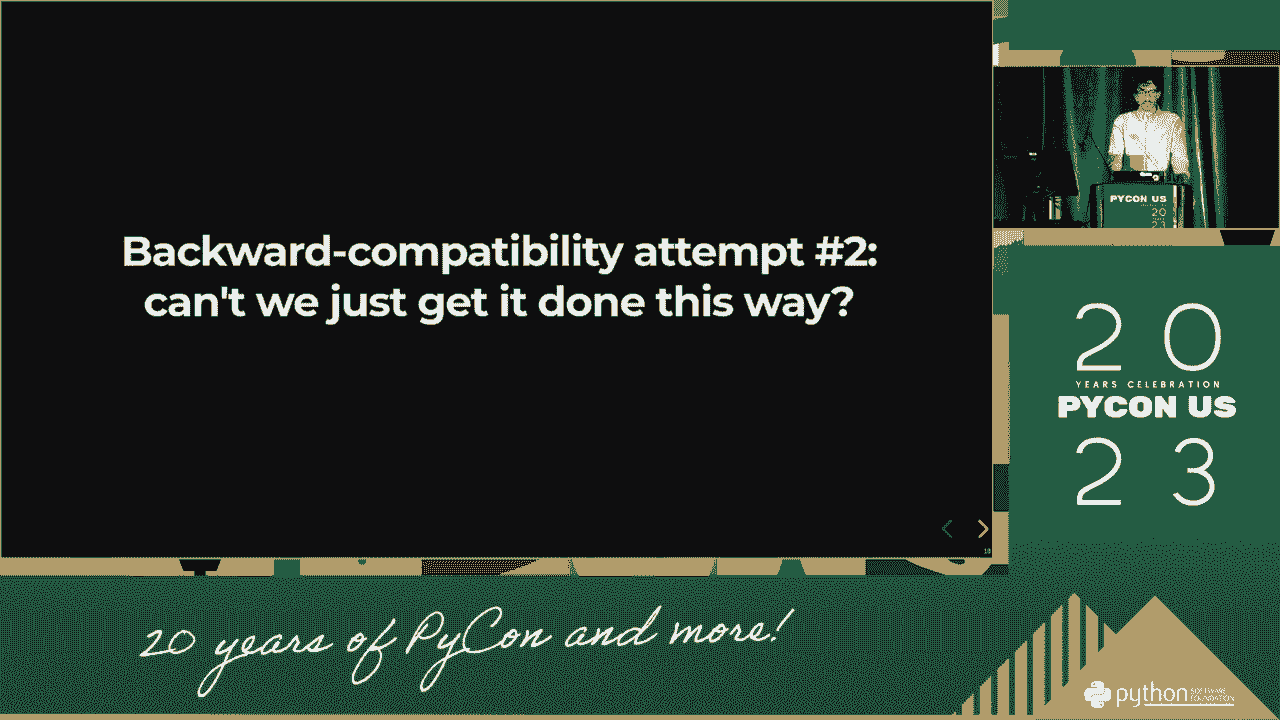 Backward-compatibility attempt #2:
can't we just get it done this way?
18
PYCON US
20
23
20
YEARS CELEBRATION
PYCON US
23
20 years of PyCon and more!
python SOFTWARE
FOUNDATION